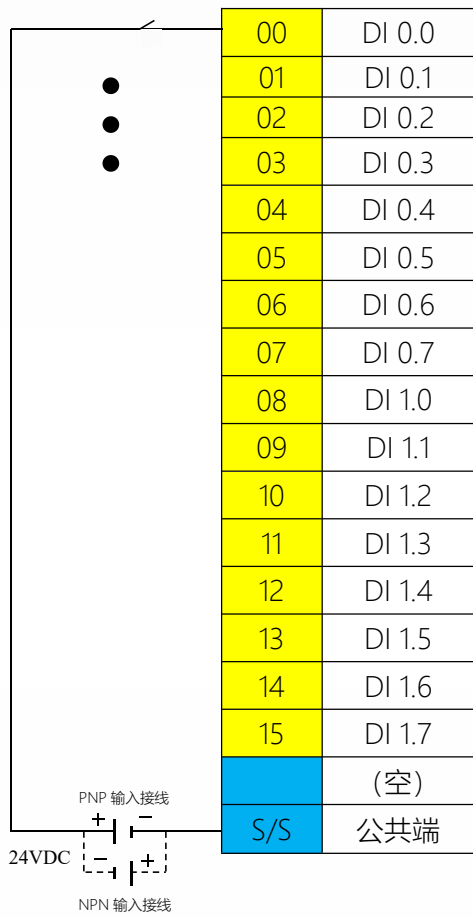 00 DI 0.0
01 DI 0.1
02 DI 0.2
03 DI 0.3
04 DI 0.4
05 DI 0.5
06 DI 0.6
07 DI 0.7
08 DI 1.0
09 DI 1.1
10 DI 1.2
11 DI 1.3
12 DI 1.4
13 DI 1.5
14 DI 1.6
15 DI 1.7
(空)
S/S 公共端
PNP 输入接线
+ −
24VDC
− +
NPN 输入接线